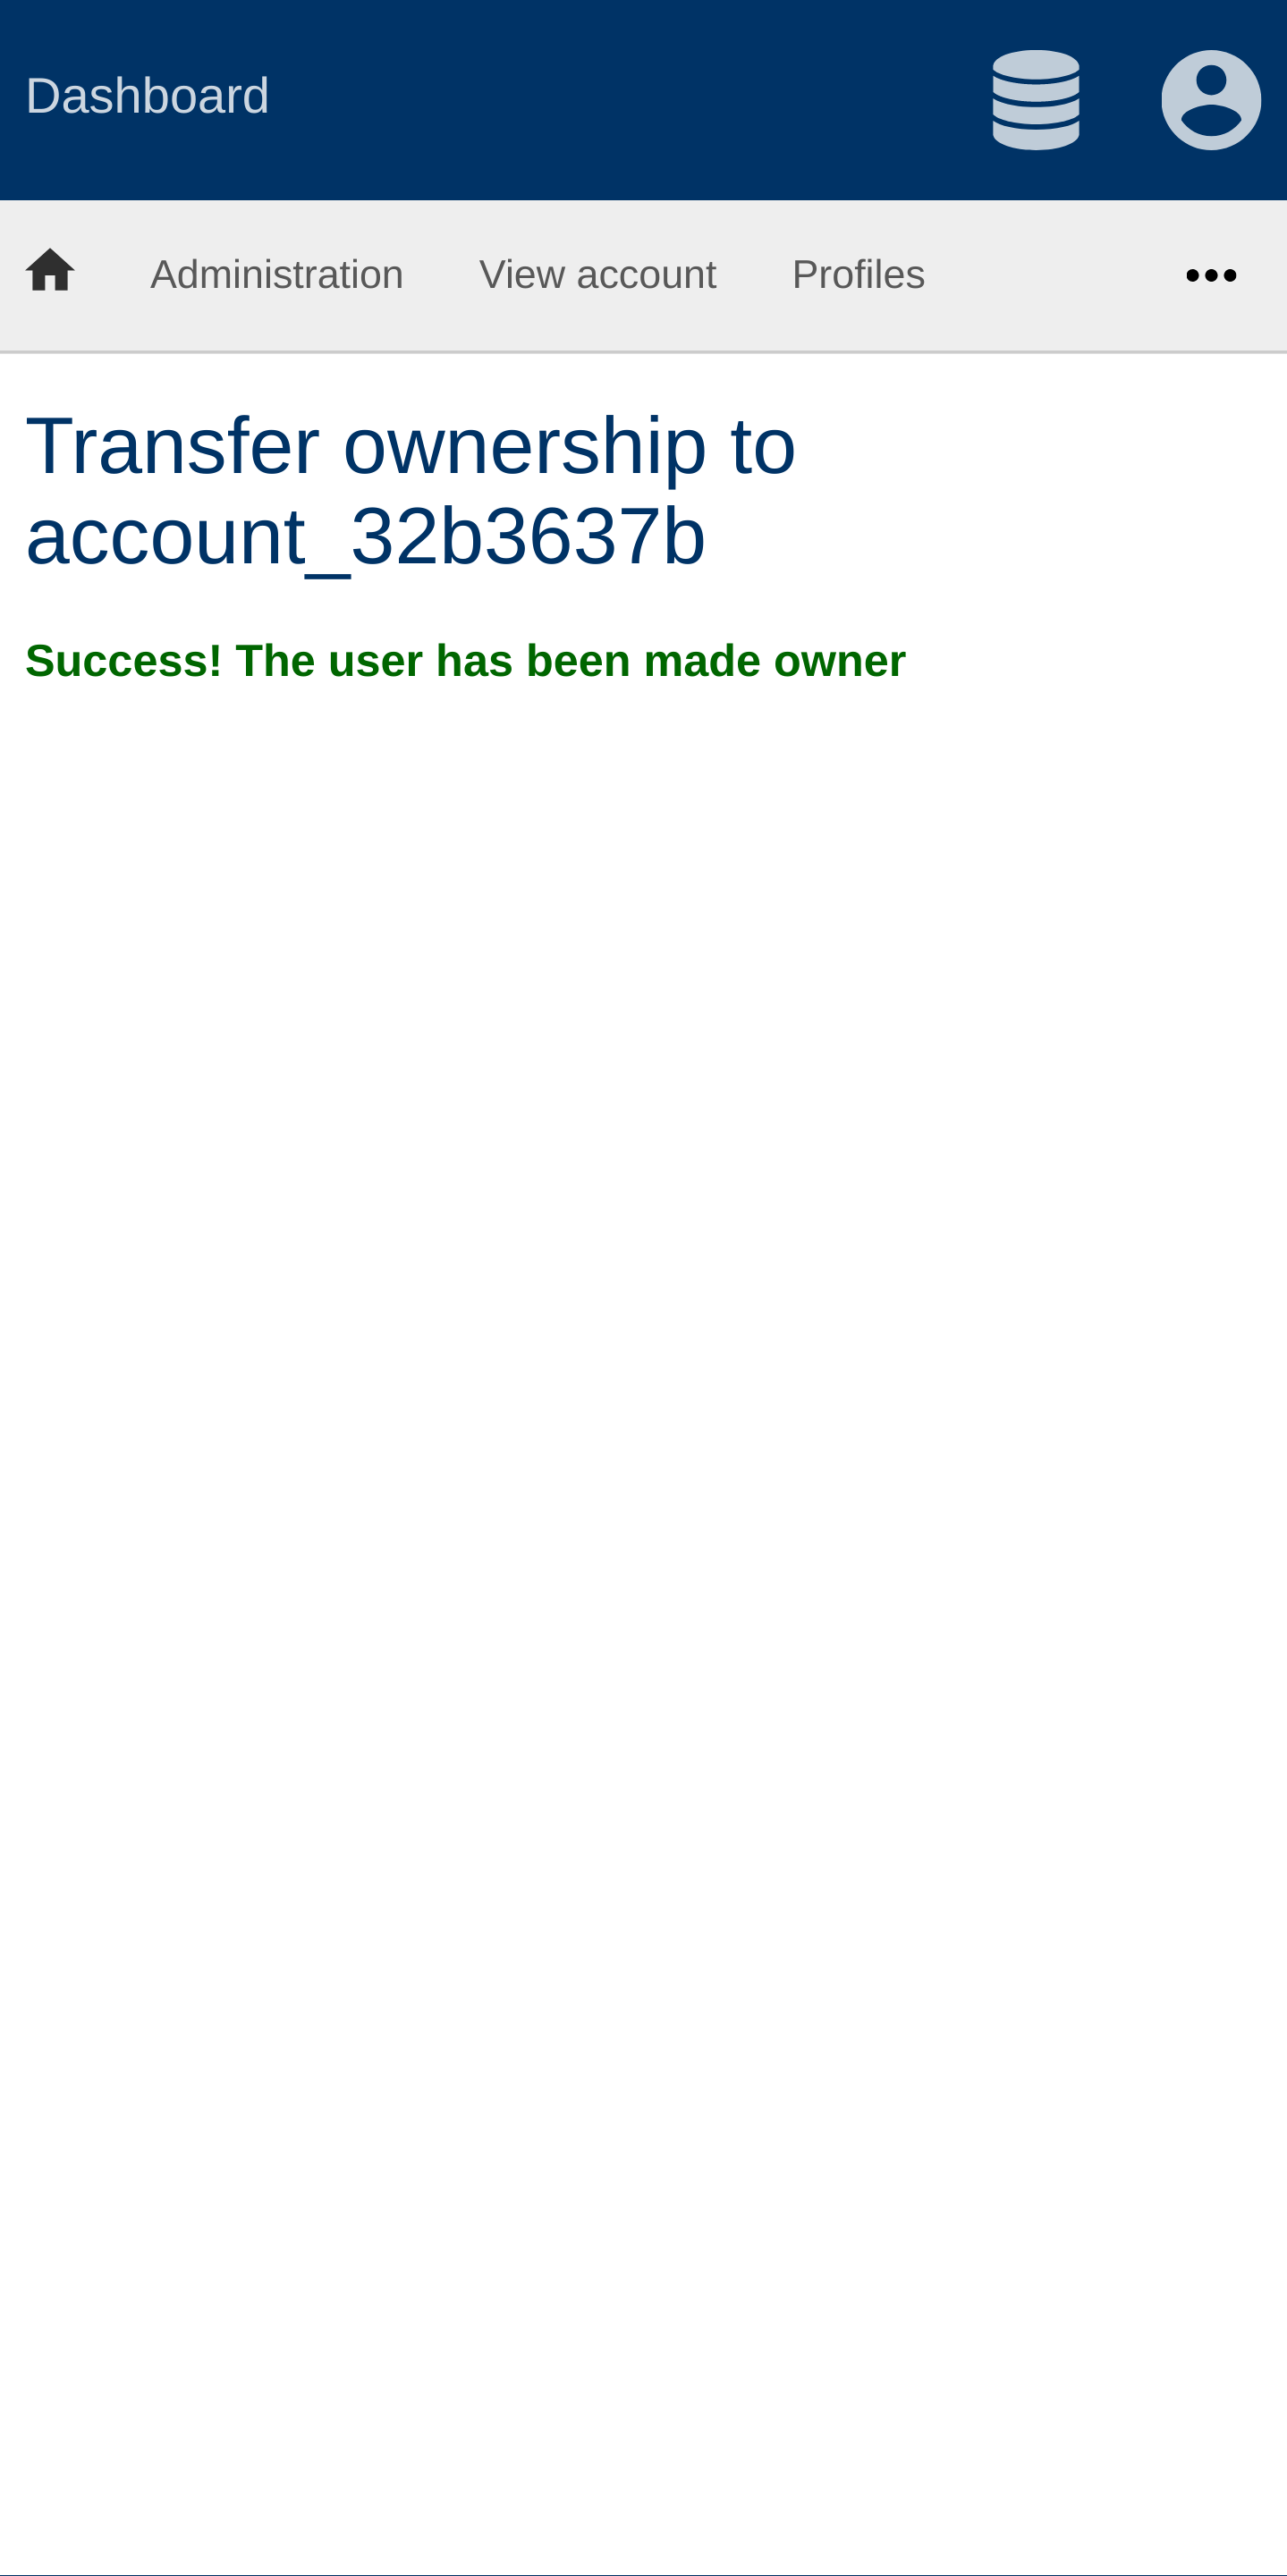 Dashboard
Administration View account Profiles
Transfer ownership to
account_32b3637b
Success! The user has been made owner